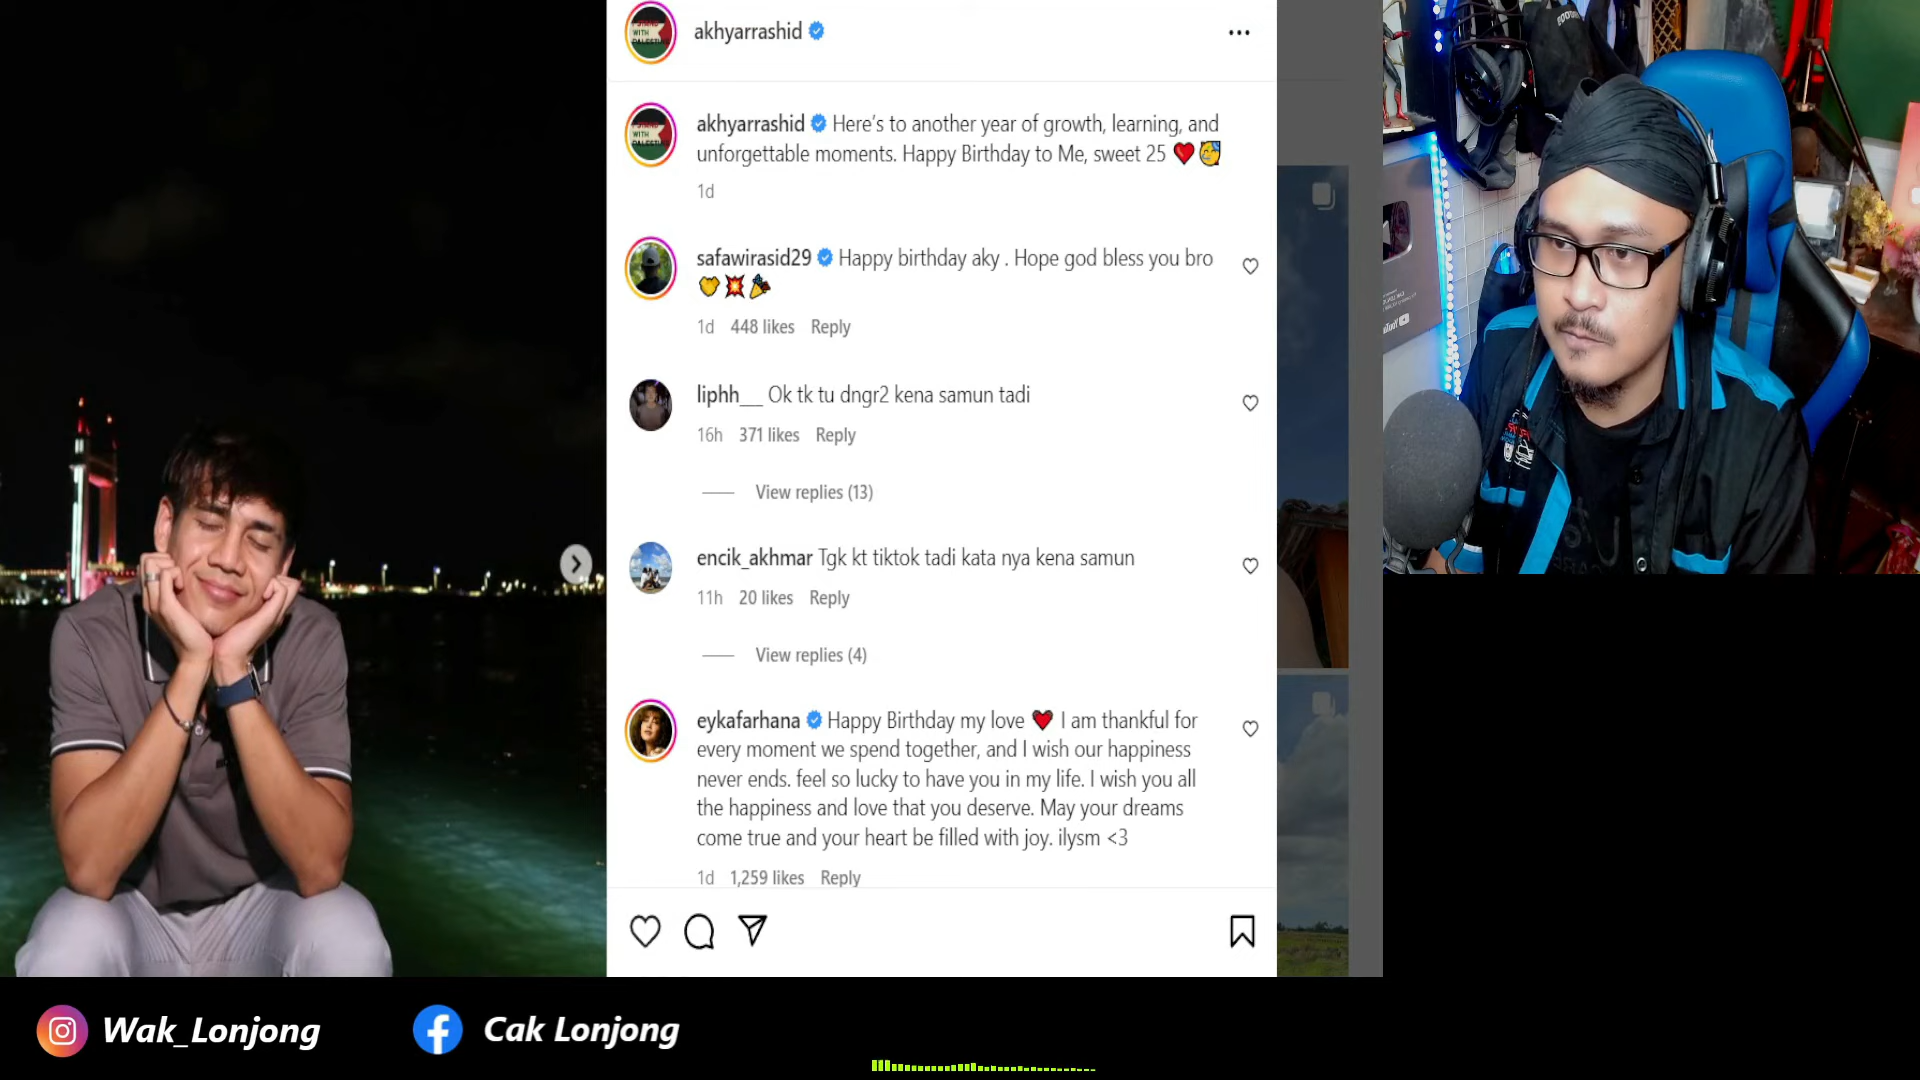 akhyarrashid
akhyarrashid Here's to another year of growth, learning, and
unforgettable moments. Happy Birthday to Me, sweet 25 ❤️🥳
1d
safawirasid29 Happy birthday aky . Hope god bless you bro
💛💥🎉
1d 448 likes Reply
liphh__ Ok tk tu dngr2 kena samun tadi
16h 371 likes Reply
View replies (13)
encik_akhmar Tgk kt tiktok tadi kata nya kena samun
11h 20 likes Reply
View replies (4)
eykafarhana Happy Birthday my love ❤️ I am thankful for
every moment we spend together, and I wish our happiness
never ends. feel so lucky to have you in my life. I wish you all
the happiness and love that you deserve. May your dreams
come true and your heart be filled with joy. ilysm <3
1d 1,259 likes Reply
Wak_Lonjong
Cak Lonjong